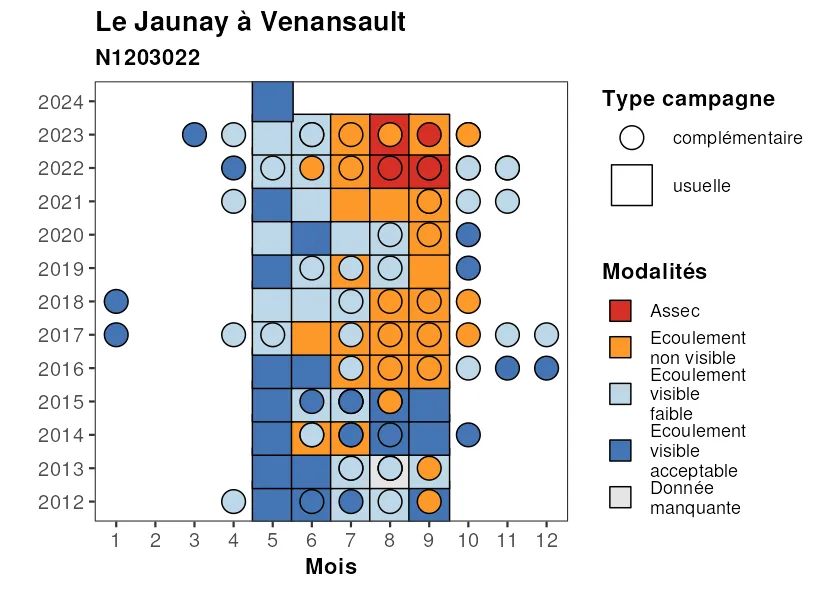 Le Jaunay à Venansault
N1203022
2024
2023
2022
2021
2020
2019
2018
2017
2016
2015
2014
2013
2012
1 2 3 4 5 6 7 8 9 10 11 12
Mois
Type campagne
complémentaire
usuelle
Modalités
Assec
Ecoulement
non visible
Ecoulement
visible
faible
Ecoulement
visible
acceptable
Donnée
manquante